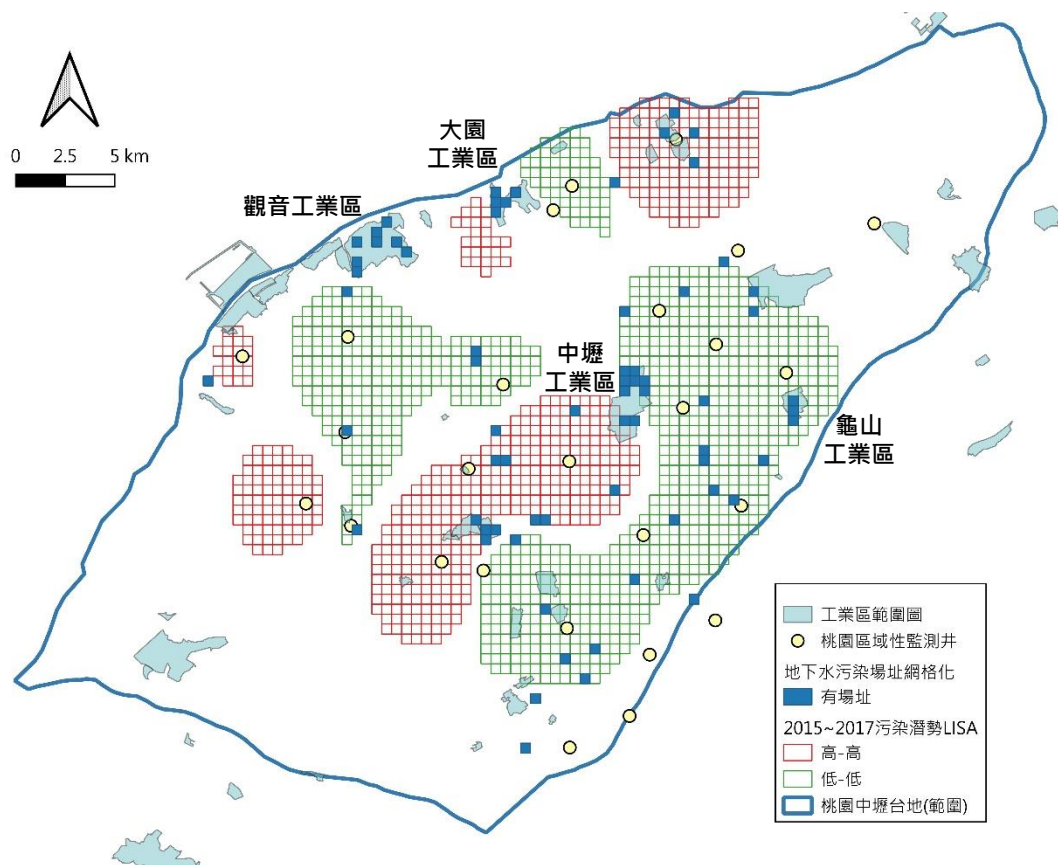 大園
工業區
0 2.5 5 km
觀音工業區
中壢
工業區
龜山
工業區
工業區範圍圖
桃園區域性監測井
地下水污染場址網格化
有場址
2015~2017污染潛勢LISA
高-高
低-低
桃園中壢台地(範圍)